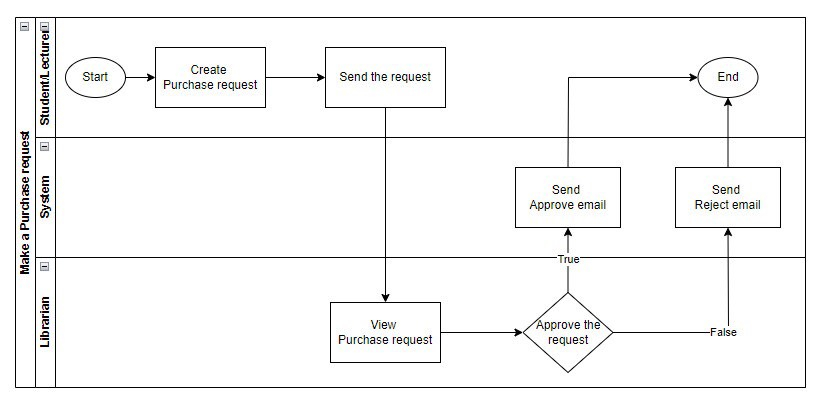 Make a Purchase request
Student/Lecturer
Start
Create
Purchase request
Send the request
End
System
Send
Approve email
Send
Reject email
Librarian
View
Purchase request
Approve the
request
True
False